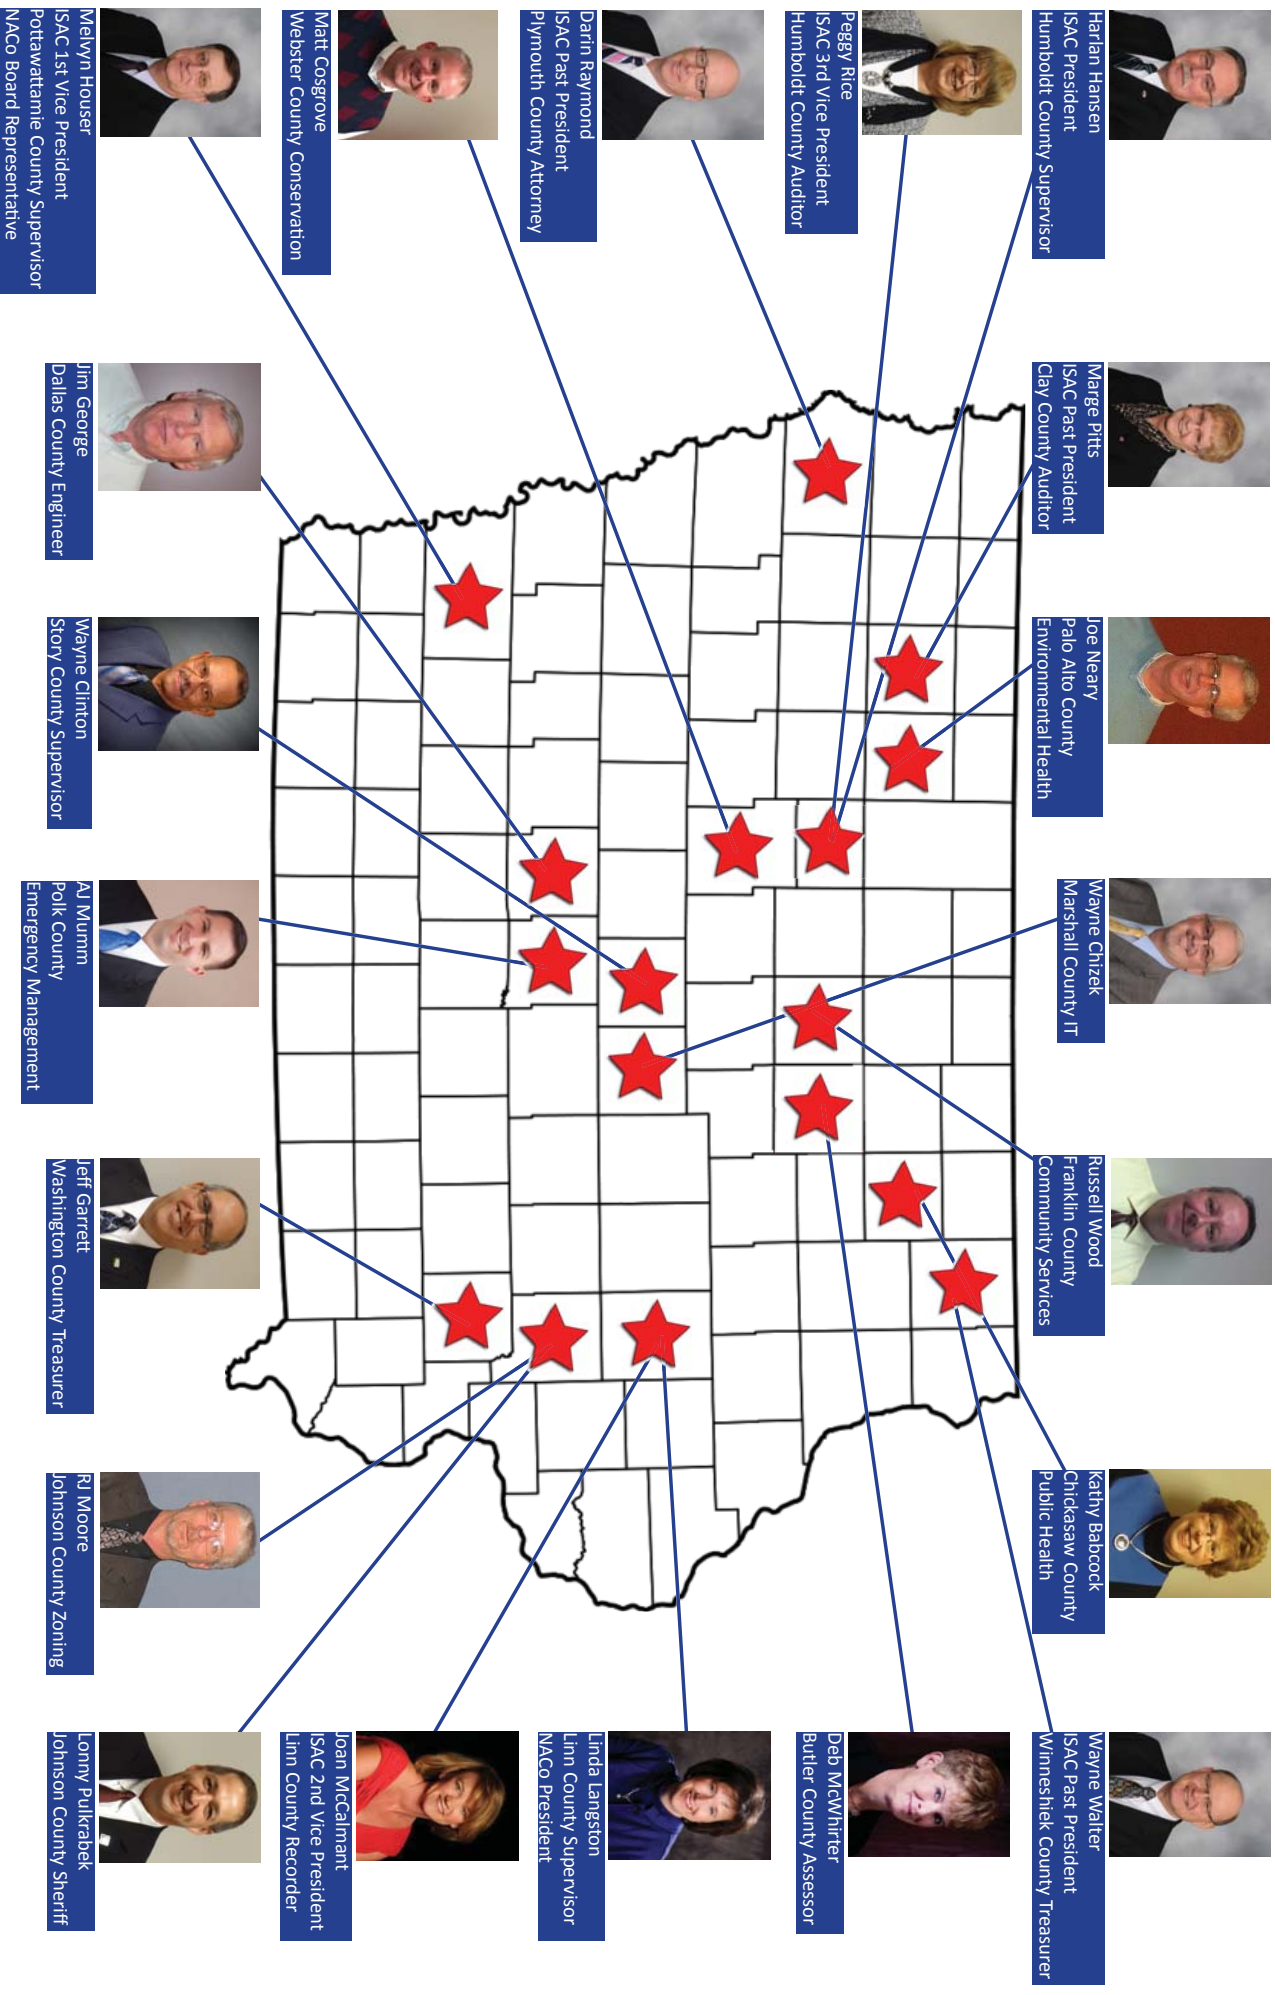 Harlan Hansen
ISAC President
Humboldt County Supervisor
Marge Pitts
ISAC Past President
Clay County Auditor
Joe Neary
Palo Alto County
Environmental Health
Wayne Chizek
Marshall County IT
Russell Wood
Franklin County
Community Services
Kathy Babcock
Chickasaw County
Public Health
Wayne Walter
ISAC Past President
Winneshiek County Treasurer
Peggy Rice
ISAC 3rd Vice President
Humboldt County Auditor
Deb McWhirter
Butler County Assessor
Darin Raymond
ISAC Past President
Plymouth County Attorney
Linda Langston
Linn County Supervisor
NACo President
Matt Cosgrove
Webster County Conservation
Joan McCalmant
ISAC 2nd Vice President
Linn County Recorder
Melvyn Houser
ISAC 1st Vice President
Pottawattamie County Supervisor
NACo Board Representative
Jim George
Dallas County Engineer
Wayne Clinton
Story County Supervisor
AJ Mumm
Polk County
Emergency Management
Jeff Garrett
Washington County Treasurer
RJ Moore
Johnson County Zoning
Lonny Pulkrabek
Johnson County Sheriff